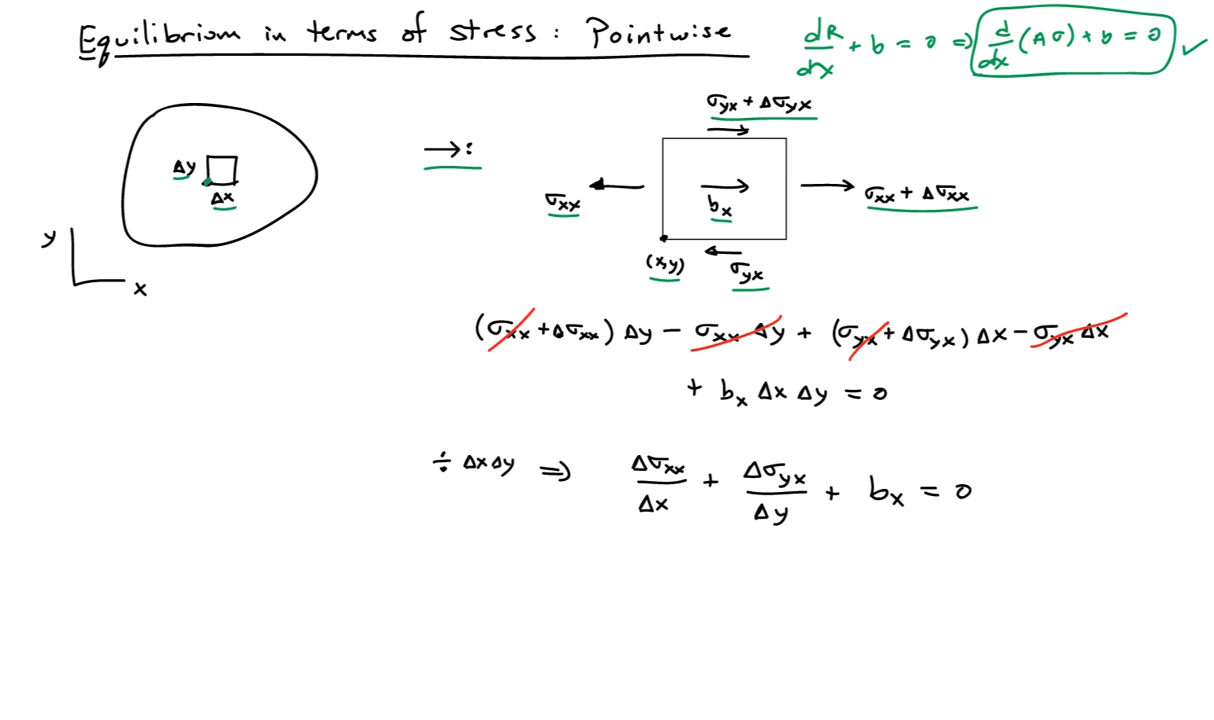 Equilibrium in terms of stress : Pointwise
dR/dx + b = 0 ⇒ d/dx (Aσ) + b = 0 ✓
σyx + Δσyx
→:
Δy
Δx
σxx
bx
σxx + Δσxx
(x,y)
σyx
y
x
(σxx + Δσxx) Δy − σxx Δy + (σyx + Δσyx) Δx − σyx Δx
+ bx Δx Δy = 0
÷ ΔxΔy ⇒ Δσxx/Δx + Δσyx/Δy + bx = 0